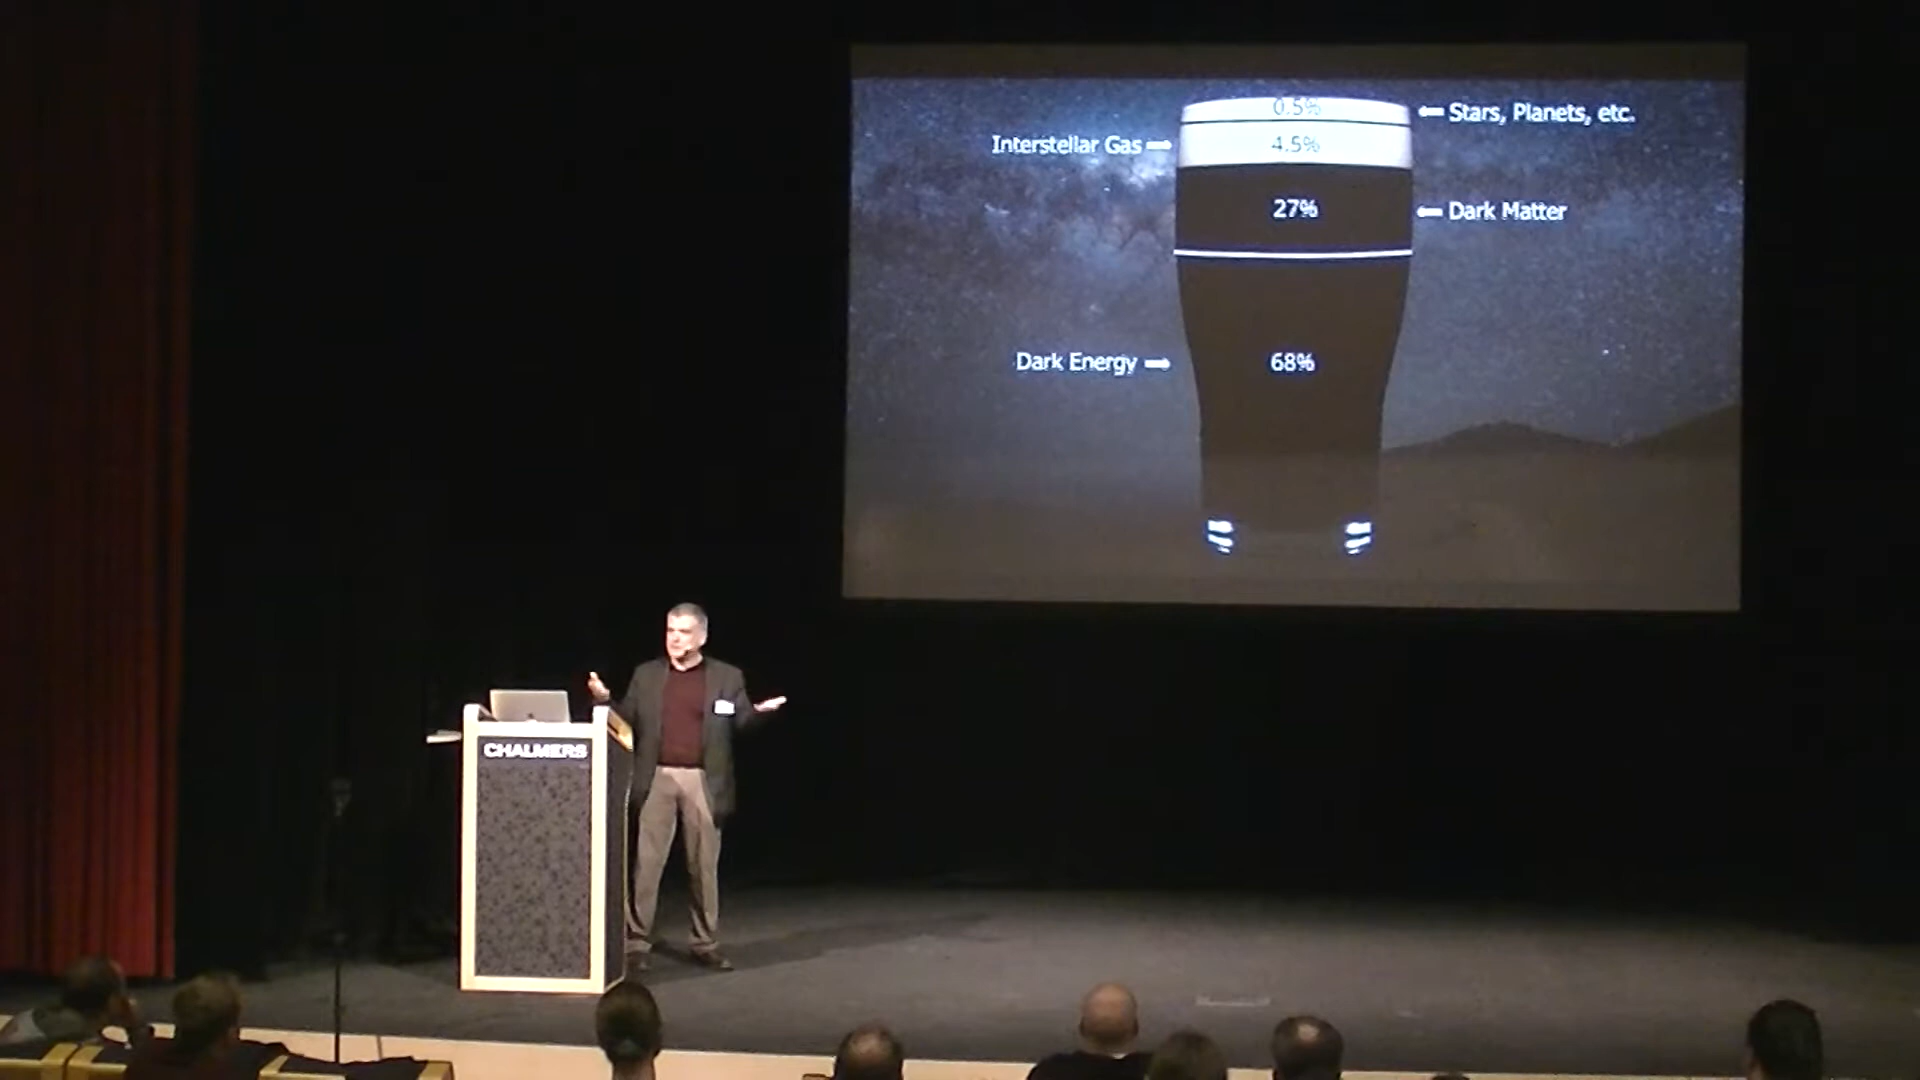 0.5%
Stars, Planets, etc.
Interstellar Gas
4.5%
27%
Dark Matter
Dark Energy
68%
CHALMERS